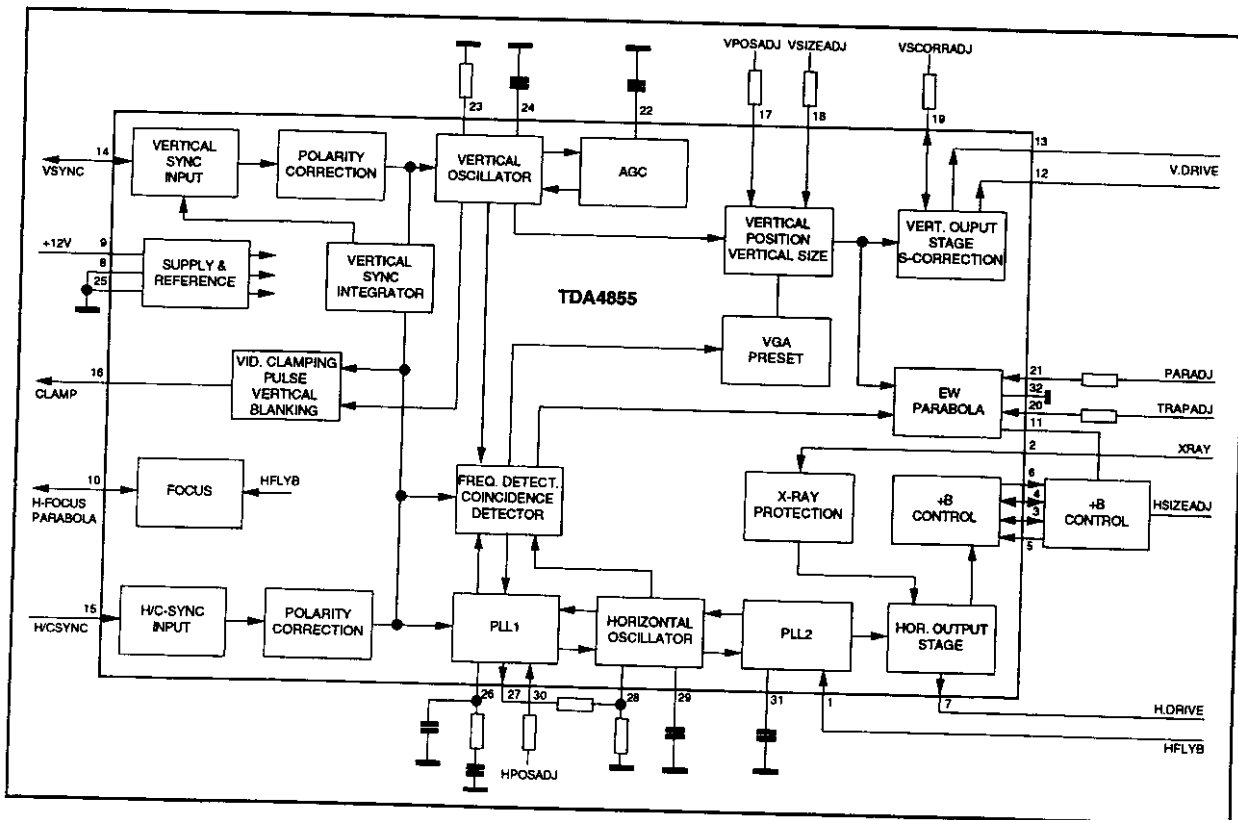 VPOSADJ
VSIZEADJ
VSCORRADJ
23
24
22
17
18
19
13
V.DRIVE
12
14
VSYNC
VERTICAL
SYNC
INPUT
POLARITY
CORRECTION
VERTICAL
OSCILLATOR
AGC
VERTICAL
POSITION
VERTICAL SIZE
VERT. OUPUT
STAGE
S-CORRECTION
+12V
9
8
25
SUPPLY &
REFERENCE
VERTICAL
SYNC
INTEGRATOR
TDA4855
VGA
PRESET
16
CLAMP
VID. CLAMPING
PULSE
VERTICAL
BLANKING
EW
PARABOLA
21
PARADJ
32
20
TRAPADJ
11
2
XRAY
10
H-FOCUS
PARABOLA
FOCUS
HFLYB
FREQ. DETECT.
COINCIDENCE
DETECTOR
X-RAY
PROTECTION
+B
CONTROL
6
4
3
5
+B
CONTROL
HSIZEADJ
15
H/CSYNC
H/C-SYNC
INPUT
POLARITY
CORRECTION
PLL1
HORIZONTAL
OSCILLATOR
PLL2
HOR. OUTPUT
STAGE
26
27
30
28
29
31
1
7
H.DRIVE
HFLYB
HPOSADJ